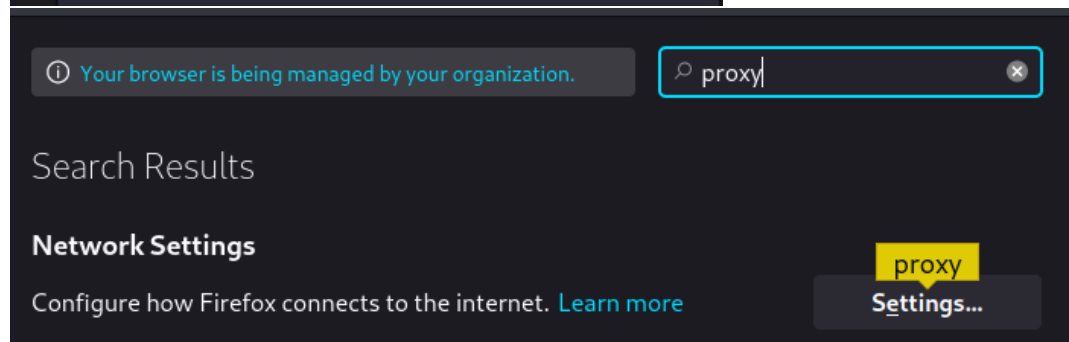 Your browser is being managed by your organization.
proxy
Search Results
Network Settings
proxy
Configure how Firefox connects to the internet. Learn more
Settings...